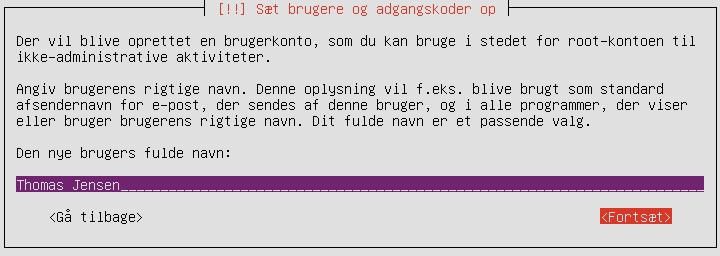 [!!] Sæt brugere og adgangskoder op
Der vil blive oprettet en brugerkonto, som du kan bruge i stedet for root-kontoen til
ikke-administrative aktiviteter.
Angiv brugerens rigtige navn. Denne oplysning vil f.eks. blive brugt som standard
afsendernavn for e-post, der sendes af denne bruger, og i alle programmer, der viser
eller bruger brugerens rigtige navn. Dit fulde navn er et passende valg.
Den nye brugers fulde navn:
Thomas Jensen
<Gå tilbage> <Fortsæt>